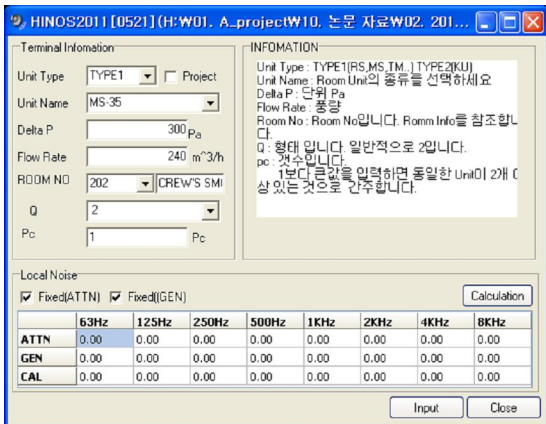 HINOS2011 [0521] (H:₩01. A_project₩10. 논문 자료₩02. 201...
Terminal Infomation
Unit Type TYPE1 Project
Unit Name MS-35
Delta P 300 Pa
Flow Rate 240 m^3/h
ROOM NO 202 CREW'S SMI
Q 2
Pc 1 Pc
INFOMATION
Unit Type : TYPE1(RS,MS,TM..) TYPE2(KU)
Unit Name : Room Unit의 종류를 선택하세요
Delta P : 단위 Pa
Flow Rate : 풍량
Room No : Room No입니다. Romm Info를 참조합니
다.
Q : 형태 입니다. 일반적으로 2입니다.
pc : 갯수입니다.
1보다 큰값을 입력하면 동일한 Unit이 2개 이
상 있는 것으로 간주합니다.
Local Noise
Fixed(ATTN) Fixed((GEN) Calculation
63Hz 125Hz 250Hz 500Hz 1KHz 2KHz 4KHz 8KHz
ATTN 0.00 0.00 0.00 0.00 0.00 0.00 0.00 0.00
GEN 0.00 0.00 0.00 0.00 0.00 0.00 0.00 0.00
CAL 0.00 0.00 0.00 0.00 0.00 0.00 0.00 0.00
Input Close